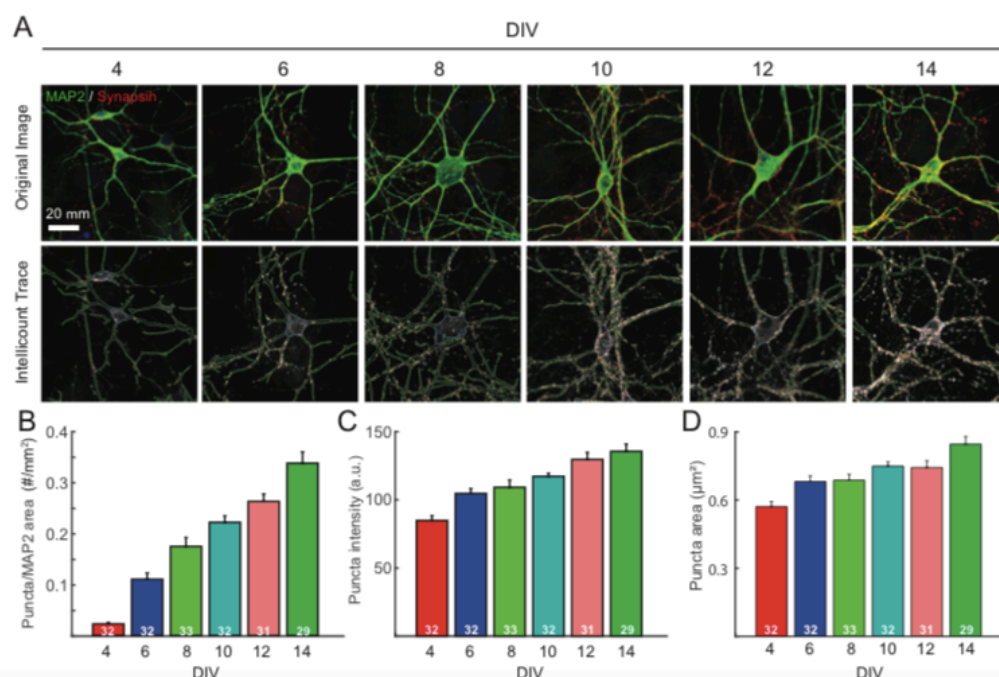 A
DIV
4 6 8 10 12 14
Original Image
MAP2 / Synapsih
20 mm
Intellicount Trace
B
Puncta/MAP2 area (#/mm²)
0.4
0.3
0.2
0.1
32 32 33 32 31 29
4 6 8 10 12 14
DIV
C
Puncta intensity (a.u.)
150
100
50
32 32 33 32 31 29
4 6 8 10 12 14
DIV
D
Puncta area (µm²)
0.9
0.6
0.3
32 32 33 32 31 29
4 6 8 10 12 14
DIV